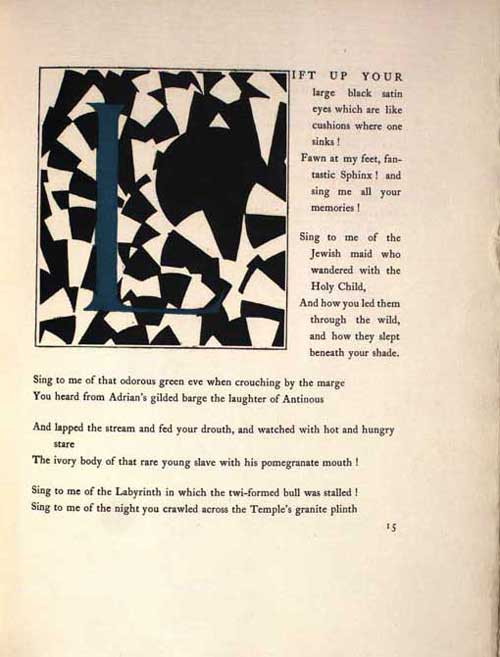 LIFT UP YOUR
large black satin
eyes which are like
cushions where one
sinks !
Fawn at my feet, fan-
tastic Sphinx ! and
sing me all your
memories !
Sing to me of the
Jewish maid who
wandered with the
Holy Child,
And how you led them
through the wild,
and how they slept
beneath your shade.
Sing to me of that odorous green eve when crouching by the marge
You heard from Adrian's gilded barge the laughter of Antinous
And lapped the stream and fed your drouth, and watched with hot and hungry
stare
The ivory body of that rare young slave with his pomegranate mouth !
Sing to me of the Labyrinth in which the twi-formed bull was stalled !
Sing to me of the night you crawled across the Temple's granite plinth
15